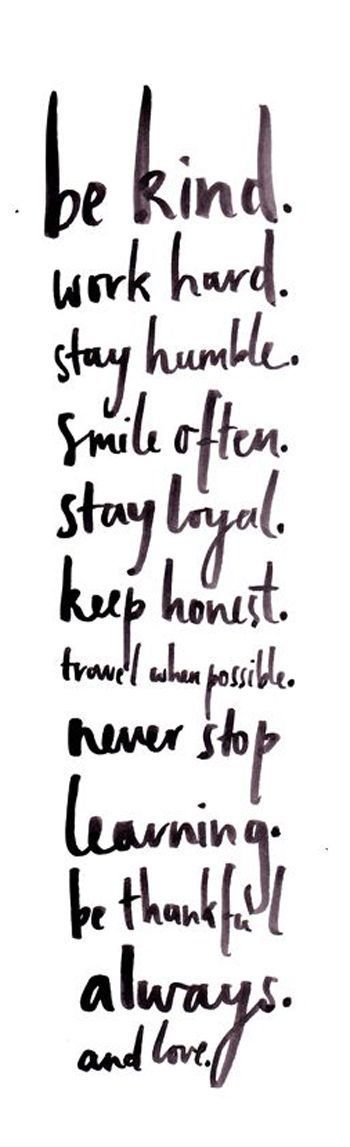 be kind.
work hard.
stay humble.
smile often.
stay loyal.
keep honest.
travel when possible.
never stop
learning.
be thankful
always.
and love.